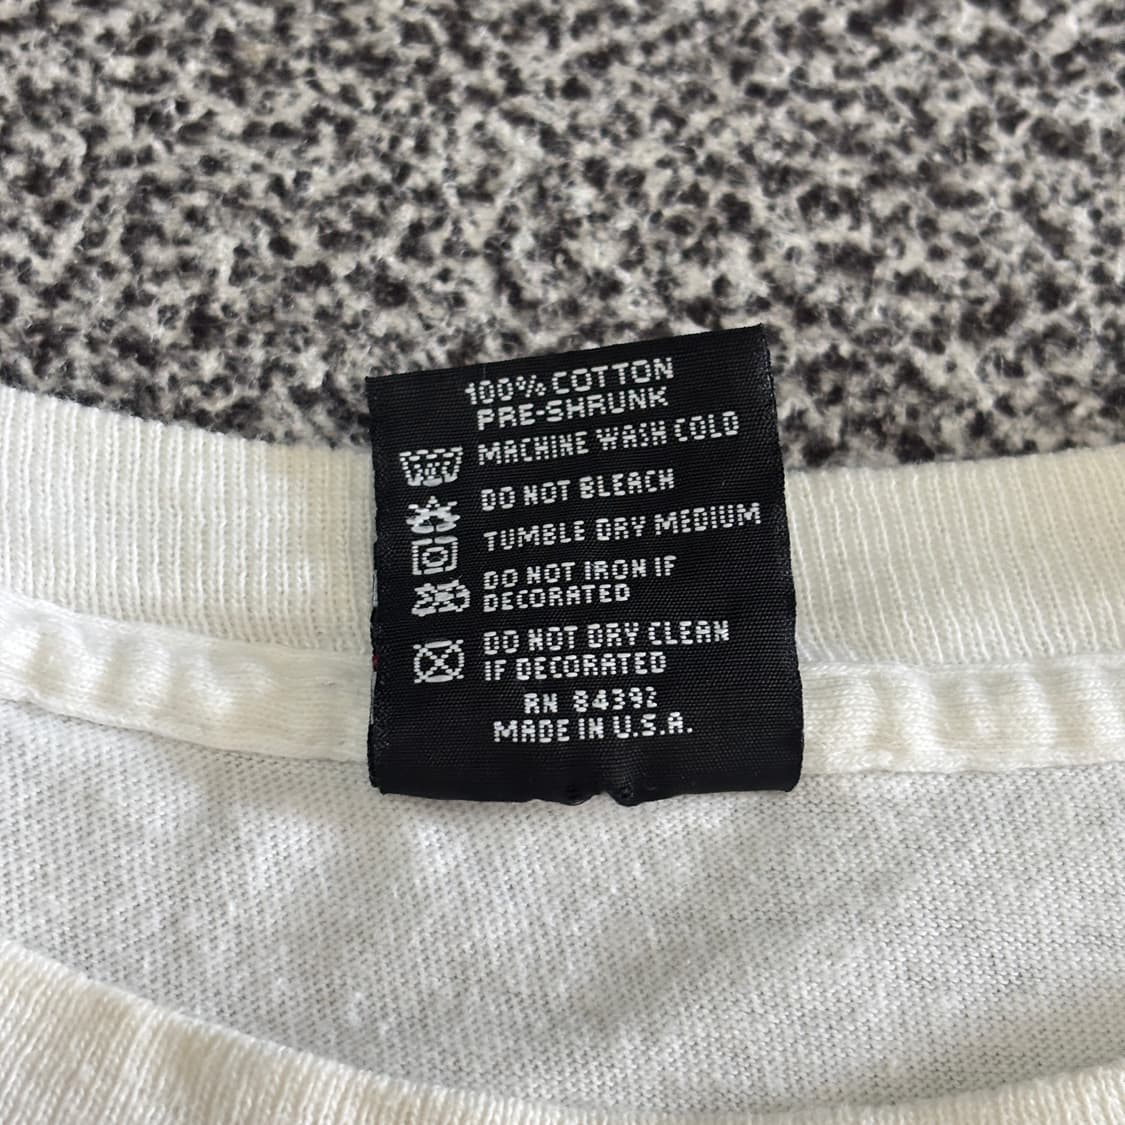 100% COTTON
PRE-SHRUNK
MACHINE WASH COLD
DO NOT BLEACH
TUMBLE DRY MEDIUM
DO NOT IRON IF
DECORATED
DO NOT DRY CLEAN
IF DECORATED
RN 84392
MADE IN U.S.A.